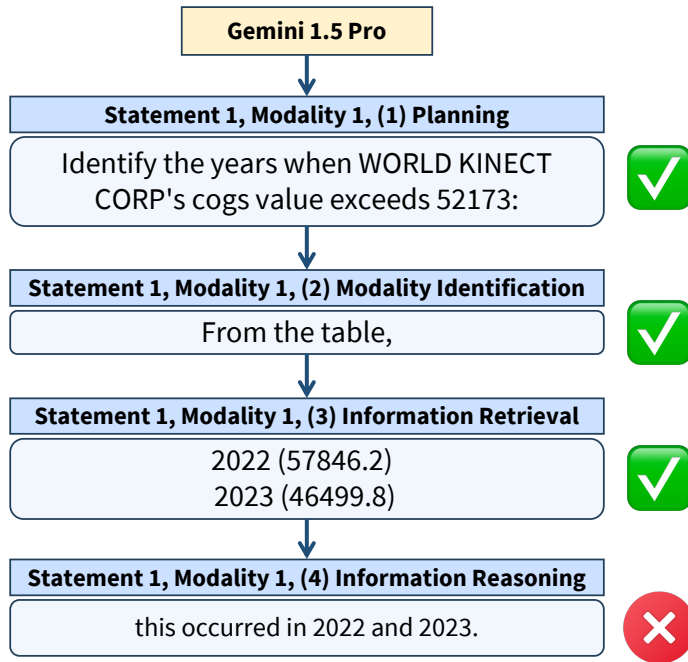 Gemini 1.5 Pro
Statement 1, Modality 1, (1) Planning
Identify the years when WORLD KINECT
CORP's cogs value exceeds 52173:
Statement 1, Modality 1, (2) Modality Identification
From the table,
Statement 1, Modality 1, (3) Information Retrieval
2022 (57846.2)
2023 (46499.8)
Statement 1, Modality 1, (4) Information Reasoning
this occurred in 2022 and 2023.